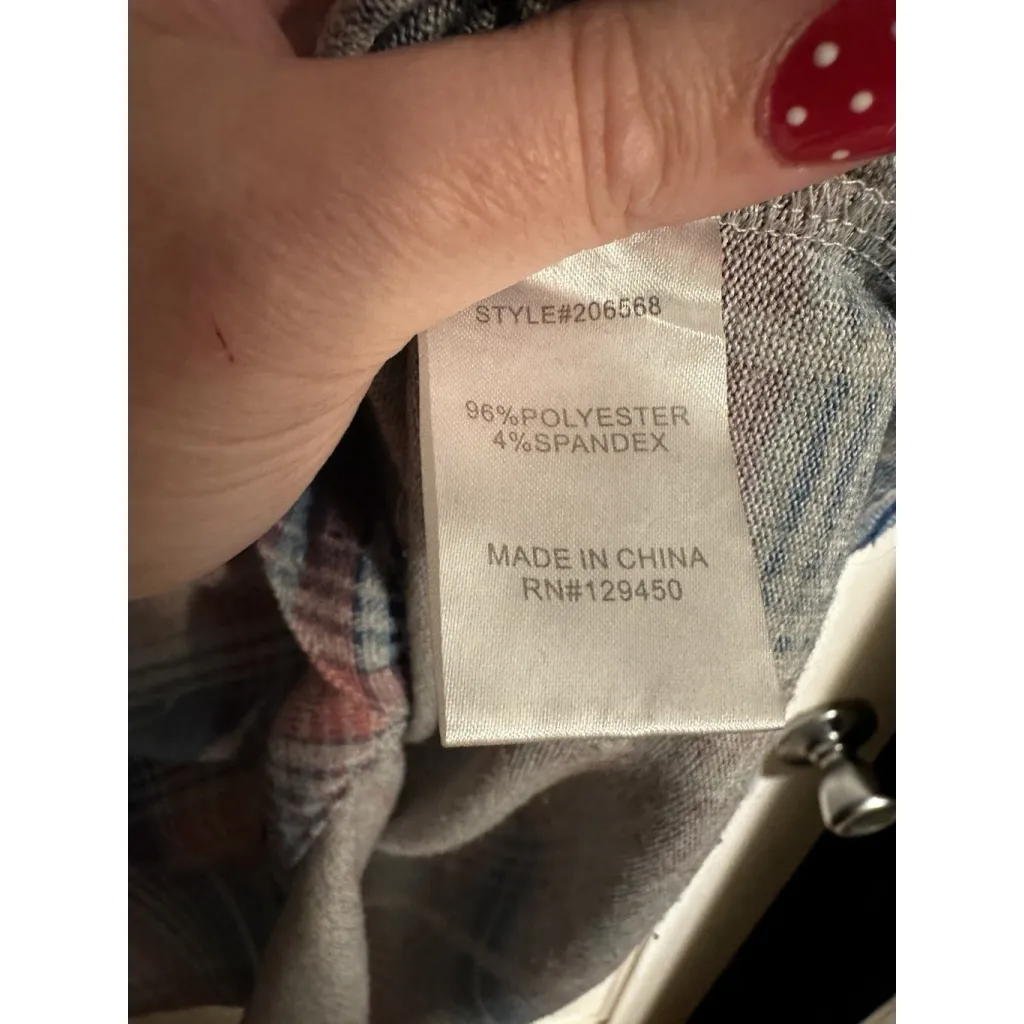 STYLE#206568
96%POLYESTER
4%SPANDEX
MADE IN CHINA
RN#129450